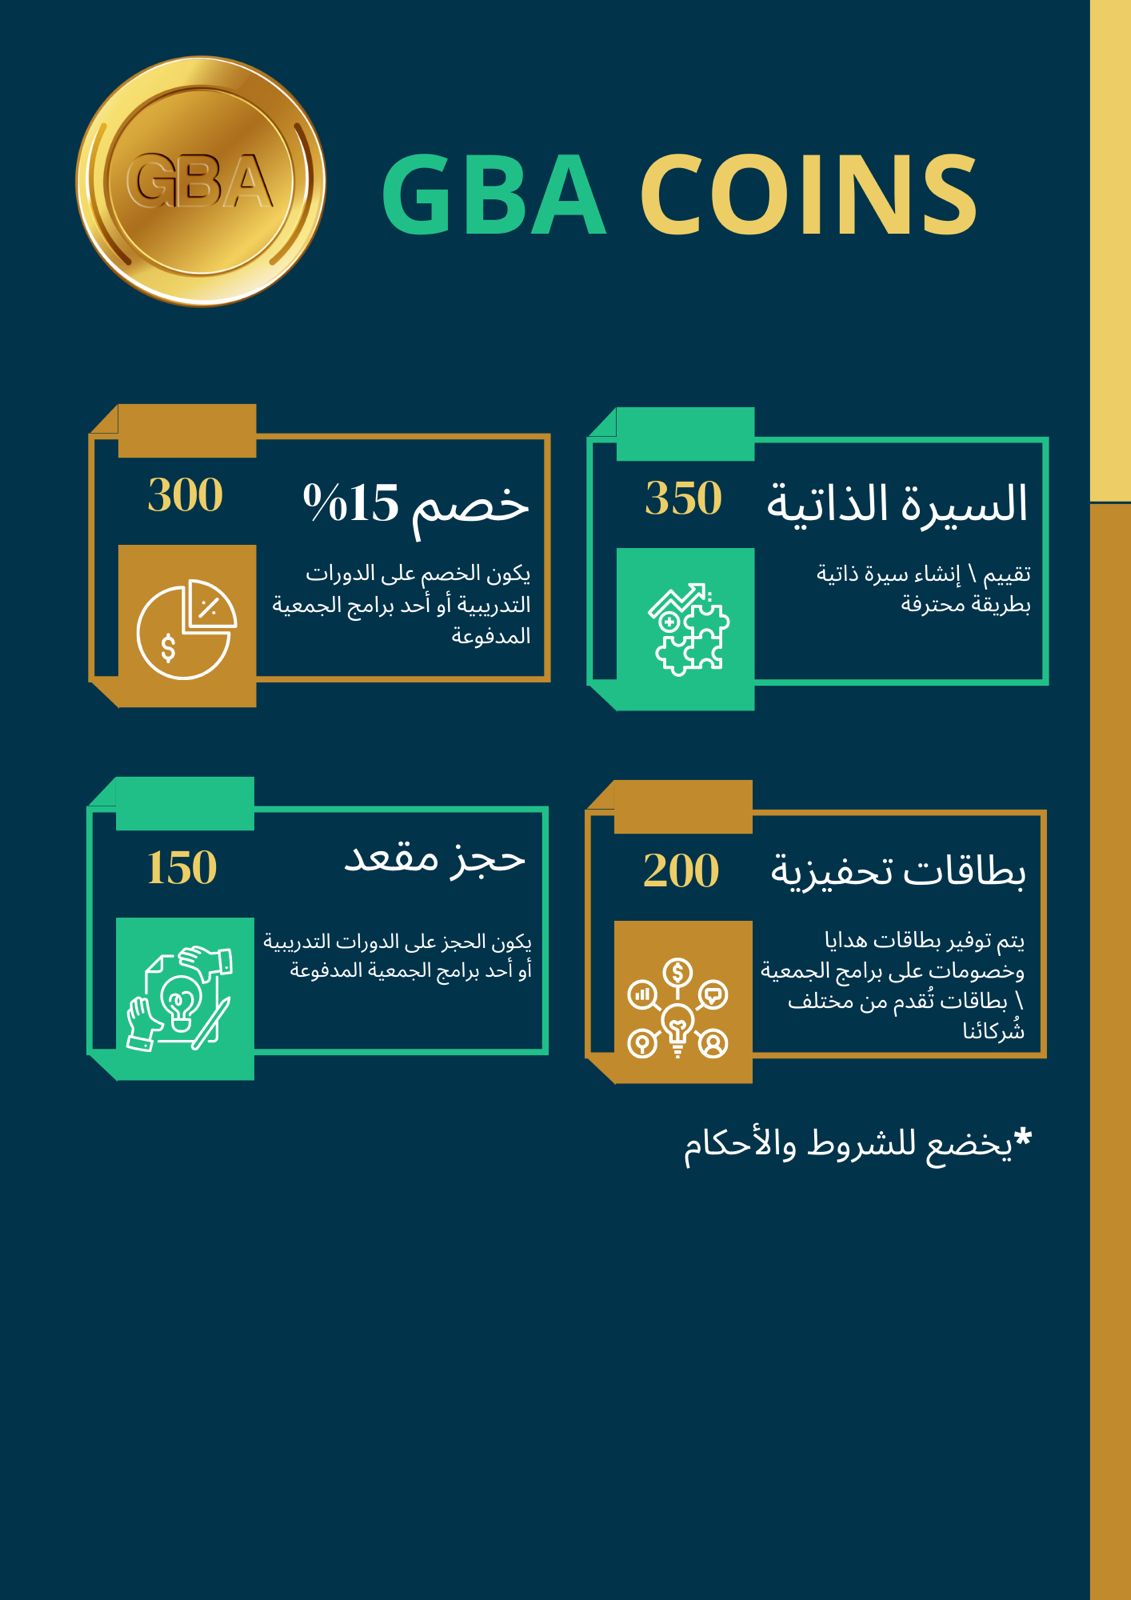 GBA
GBA COINS
السيرة الذاتية
350
تقييم \ إنشاء سيرة ذاتية
بطريقة محترفة
خصم 15%
300
يكون الخصم على الدورات
التدريبية أو أحد برامج الجمعية
المدفوعة
بطاقات تحفيزية
200
يتم توفير بطاقات هدايا
وخصومات على برامج الجمعية
\ بطاقات تُقدم من مختلف
شُركائنا
حجز مقعد
150
يكون الحجز على الدورات التدريبية
أو أحد برامج الجمعية المدفوعة
*يخضع للشروط والأحكام